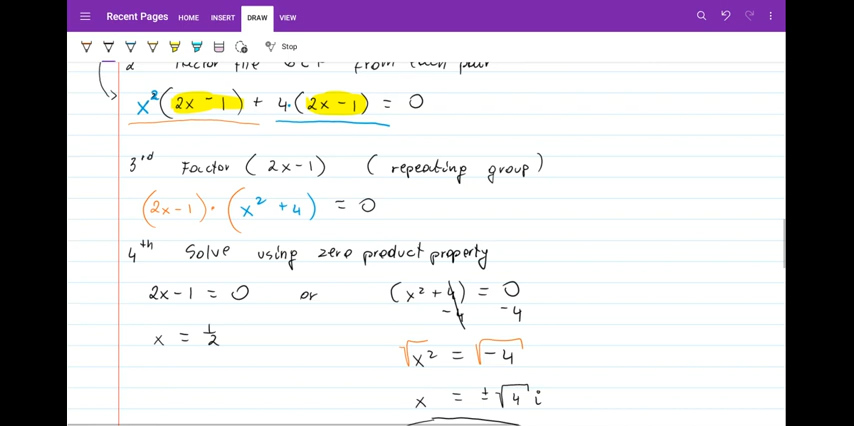 Recent Pages HOME INSERT DRAW VIEW
Stop
2 Factor the GCF from each pair
x²(2x - 1) + 4·(2x - 1) = 0
3rd Factor (2x - 1) (repeating group)
(2x - 1)·(x² + 4) = 0
4th Solve using zero product property
2x - 1 = 0 or (x² + 4) = 0
- 4 - 4
x = 1/2
√x² = √-4
x = ±√4 i